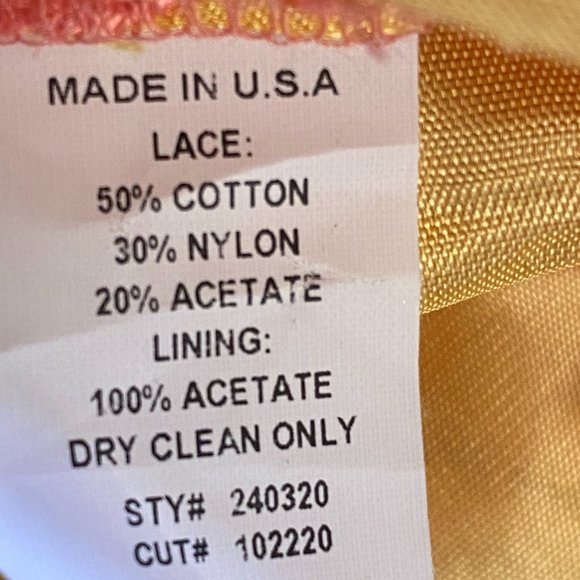 MADE IN U.S.A
LACE:
50% COTTON
30% NYLON
20% ACETATE
LINING:
100% ACETATE
DRY CLEAN ONLY
STY# 240320
CUT# 102220